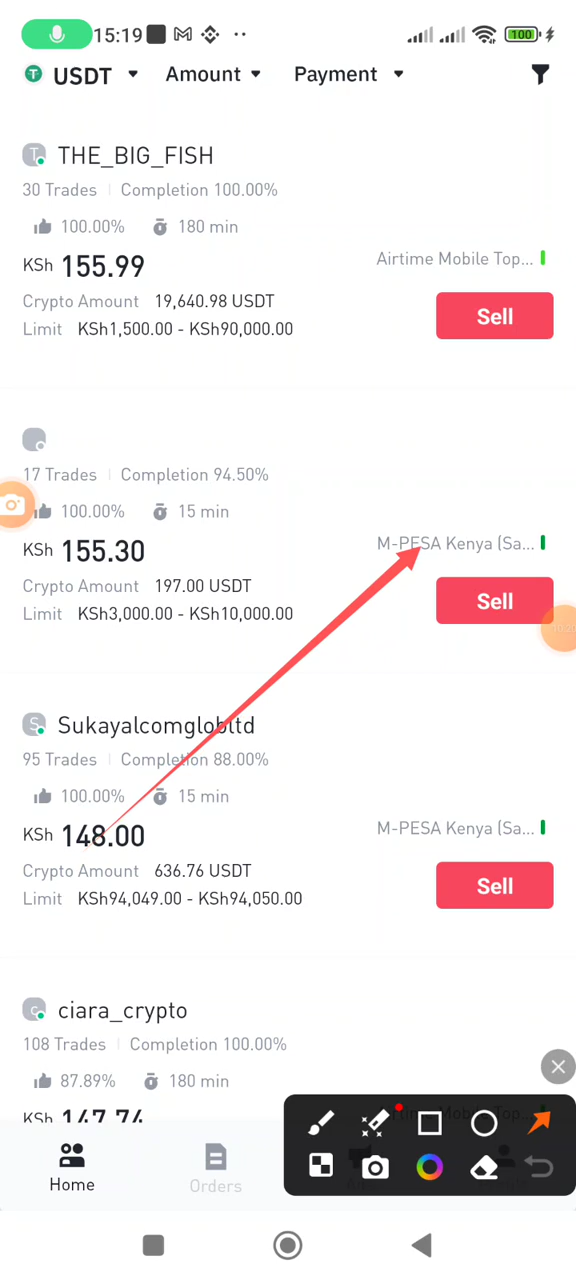 15:19
100
USDT Amount Payment
THE_BIG_FISH
30 Trades Completion 100.00%
100.00% 180 min
KSh 155.99
Airtime Mobile Top...
Crypto Amount 19,640.98 USDT
Limit KSh1,500.00 - KSh90,000.00
Sell
17 Trades Completion 94.50%
100.00% 15 min
KSh 155.30
M-PESA Kenya (Sa...
Crypto Amount 197.00 USDT
Limit KSh3,000.00 - KSh10,000.00
Sell
S Sukayalcomglobltd
95 Trades Completion 88.00%
100.00% 15 min
KSh 148.00
M-PESA Kenya (Sa...
Crypto Amount 636.76 USDT
Limit KSh94,049.00 - KSh94,050.00
Sell
c ciara_crypto
108 Trades Completion 100.00%
87.89% 180 min
KSh 147.74
Home Orders